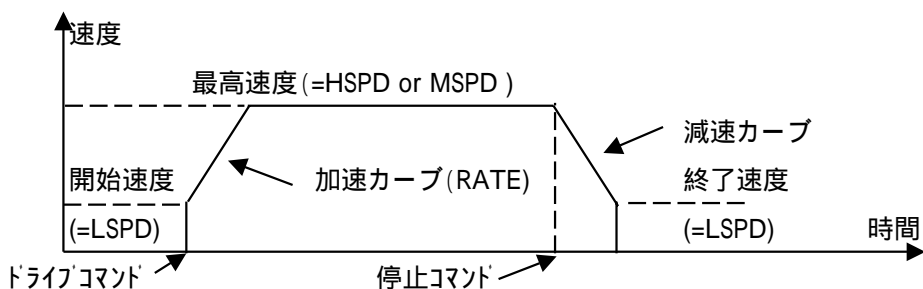 速度
最高速度(=HSPD or MSPD )
減速カーブ
開始速度
加速カーブ(RATE)
終了速度
(=LSPD)
(=LSPD)
時間
ﾄﾞﾗｲﾌﾞｺﾏﾝﾄﾞ
停止ｺﾏﾝﾄﾞ